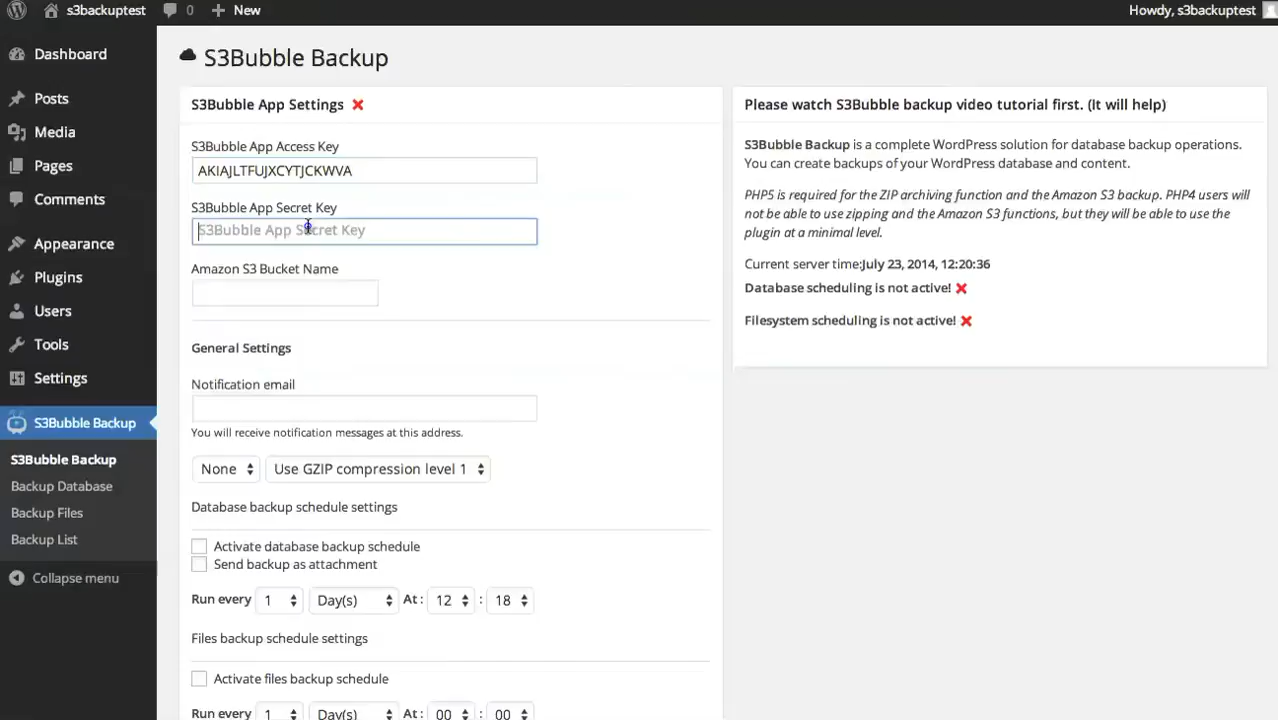 s3backuptest 0 New Howdy, s3backuptest
Dashboard
Posts
Media
Pages
Comments
Appearance
Plugins
Users
Tools
Settings
S3Bubble Backup
S3Bubble Backup
Backup Database
Backup Files
Backup List
Collapse menu
S3Bubble Backup
S3Bubble App Settings
S3Bubble App Access Key
AKIAJLTFUJXCYTJCKWVA
S3Bubble App Secret Key
S3Bubble App Secret Key
Amazon S3 Bucket Name
General Settings
Notification email
You will receive notification messages at this address.
None Use GZIP compression level 1
Database backup schedule settings
Activate database backup schedule
Send backup as attachment
Run every 1 Day(s) At : 12 : 18
Files backup schedule settings
Activate files backup schedule
Run every 1 Day(s) At : 00 : 00
Please watch S3Bubble backup video tutorial first. (It will help)
S3Bubble Backup is a complete WordPress solution for database backup operations.
You can create backups of your WordPress database and content.
PHP5 is required for the ZIP archiving function and the Amazon S3 backup. PHP4 users will
not be able to use zipping and the Amazon S3 functions, but they will be able to use the
plugin at a minimal level.
Current server time:July 23, 2014, 12:20:36
Database scheduling is not active!
Filesystem scheduling is not active!